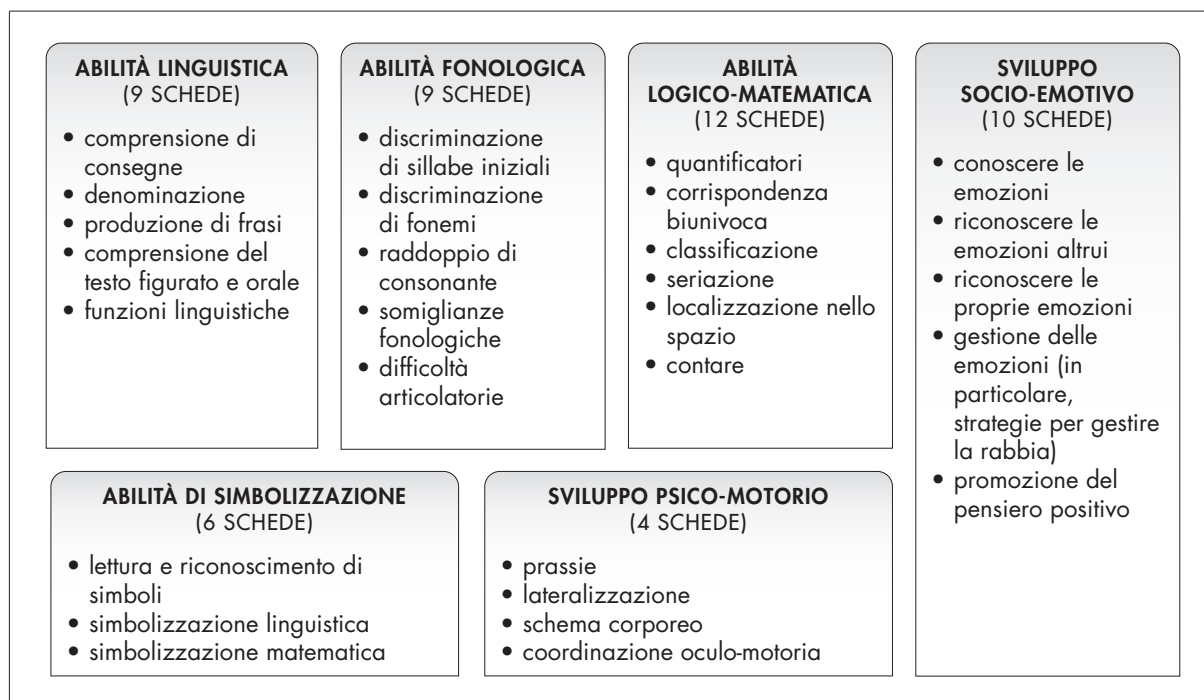 ABILITÀ LINGUISTICA
(9 SCHEDE)
• comprensione di
consegne
• denominazione
• produzione di frasi
• comprensione del
testo figurato e orale
• funzioni linguistiche
ABILITÀ FONOLOGICA
(9 SCHEDE)
• discriminazione
di sillabe iniziali
• discriminazione
di fonemi
• raddoppio di
consonante
• somiglianze
fonologiche
• difficoltà
articolatorie
ABILITÀ
LOGICO-MATEMATICA
(12 SCHEDE)
• quantificatori
• corrispondenza
biunivoca
• classificazione
• seriazione
• localizzazione nello
spazio
• contare
SVILUPPO
SOCIO-EMOTIVO
(10 SCHEDE)
• conoscere le
emozioni
• riconoscere le
emozioni altrui
• riconoscere le
proprie emozioni
• gestione delle
emozioni (in
particolare,
strategie per gestire
la rabbia)
• promozione del
pensiero positivo
ABILITÀ DI SIMBOLIZZAZIONE
(6 SCHEDE)
• lettura e riconoscimento di
simboli
• simbolizzazione linguistica
• simbolizzazione matematica
SVILUPPO PSICO-MOTORIO
(4 SCHEDE)
• prassie
• lateralizzazione
• schema corporeo
• coordinazione oculo-motoria